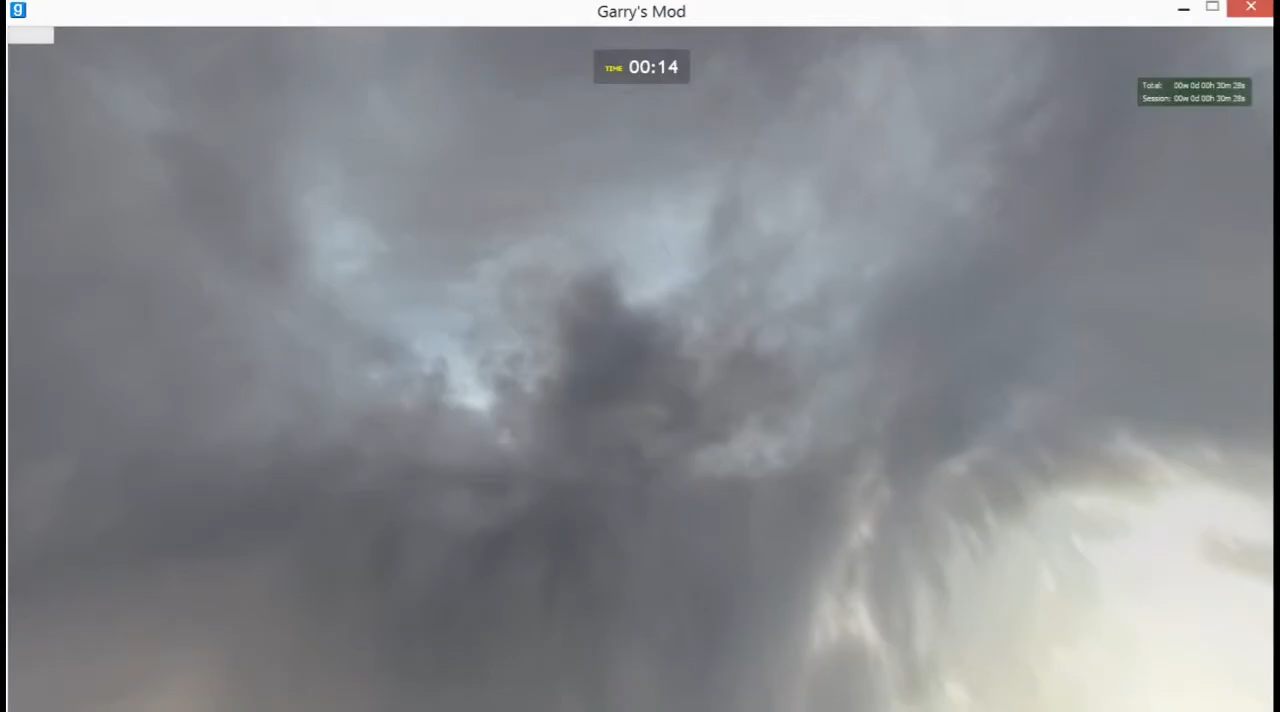 g Garry's Mod
TIME 00:14
Total: 00w 0d 00h 30m 28s
Session: 00w 0d 00h 30m 28s